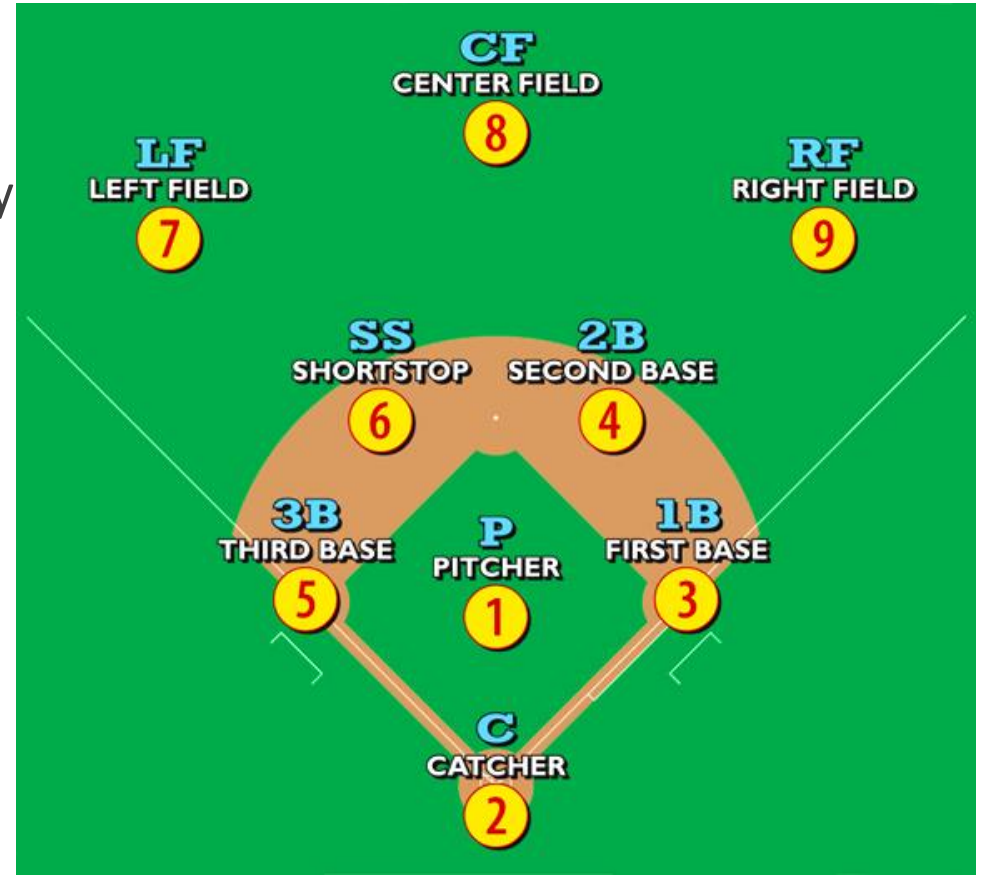 CF
CENTER FIELD
8
LF
LEFT FIELD
7
RF
RIGHT FIELD
9
SS
SHORTSTOP
6
2B
SECOND BASE
4
3B
THIRD BASE
5
P
PITCHER
1
1B
FIRST BASE
3
C
CATCHER
2